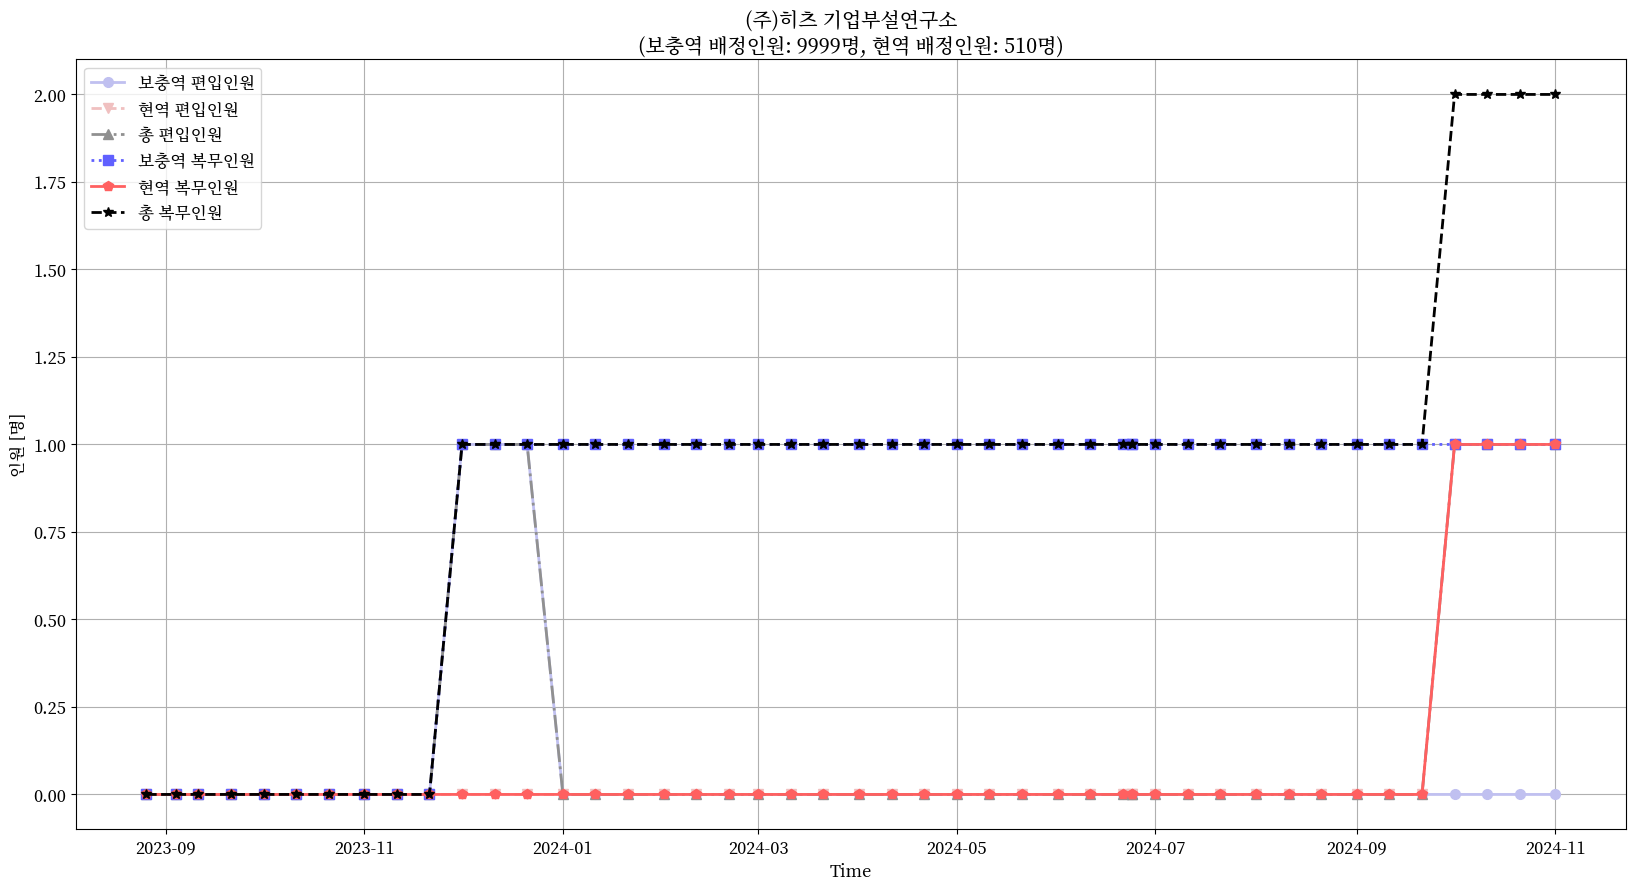 (주)히츠 기업부설연구소
(보충역 배정인원: 9999명, 현역 배정인원: 510명)
보충역 편입인원
현역 편입인원
총 편입인원
보충역 복무인원
현역 복무인원
총 복무인원
인원 [명]
2.00
1.75
1.50
1.25
1.00
0.75
0.50
0.25
0.00
2023-09
2023-11
2024-01
2024-03
2024-05
2024-07
2024-09
2024-11
Time